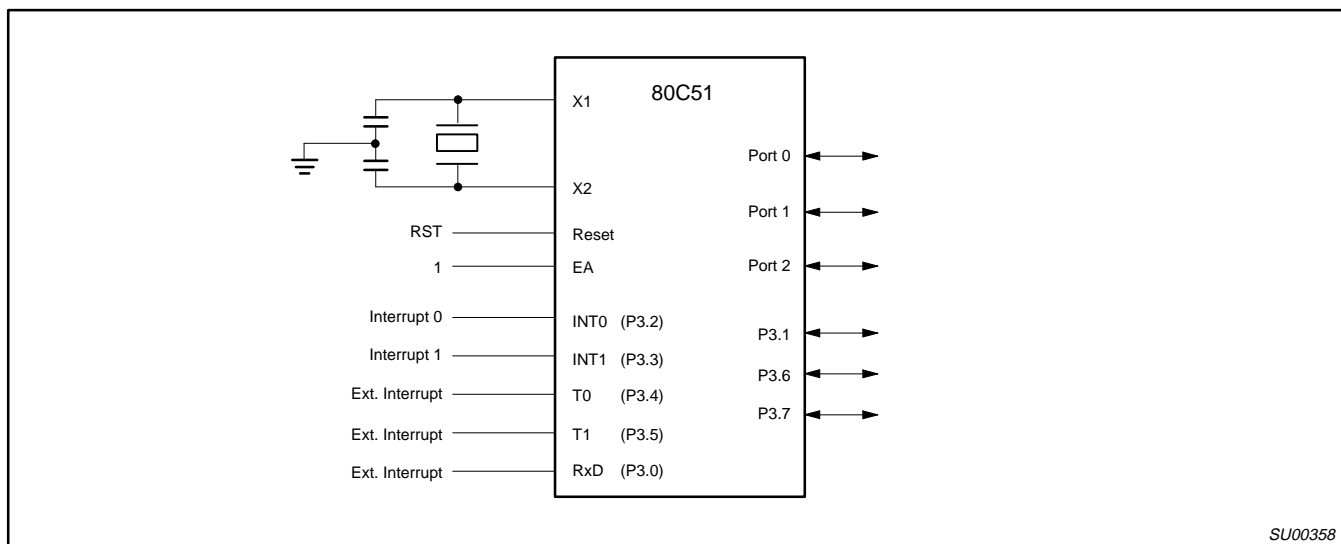 80C51
X1
Port 0
X2
Port 1
RST Reset
1 EA Port 2
Interrupt 0 INT0 (P3.2)
P3.1
Interrupt 1 INT1 (P3.3)
P3.6
Ext. Interrupt T0 (P3.4)
P3.7
Ext. Interrupt T1 (P3.5)
Ext. Interrupt RxD (P3.0)
SU00358